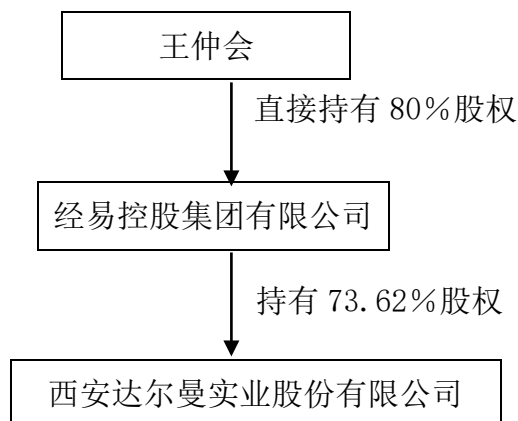 王仲会
直接持有 80％股权
经易控股集团有限公司
持有 73.62％股权
西安达尔曼实业股份有限公司